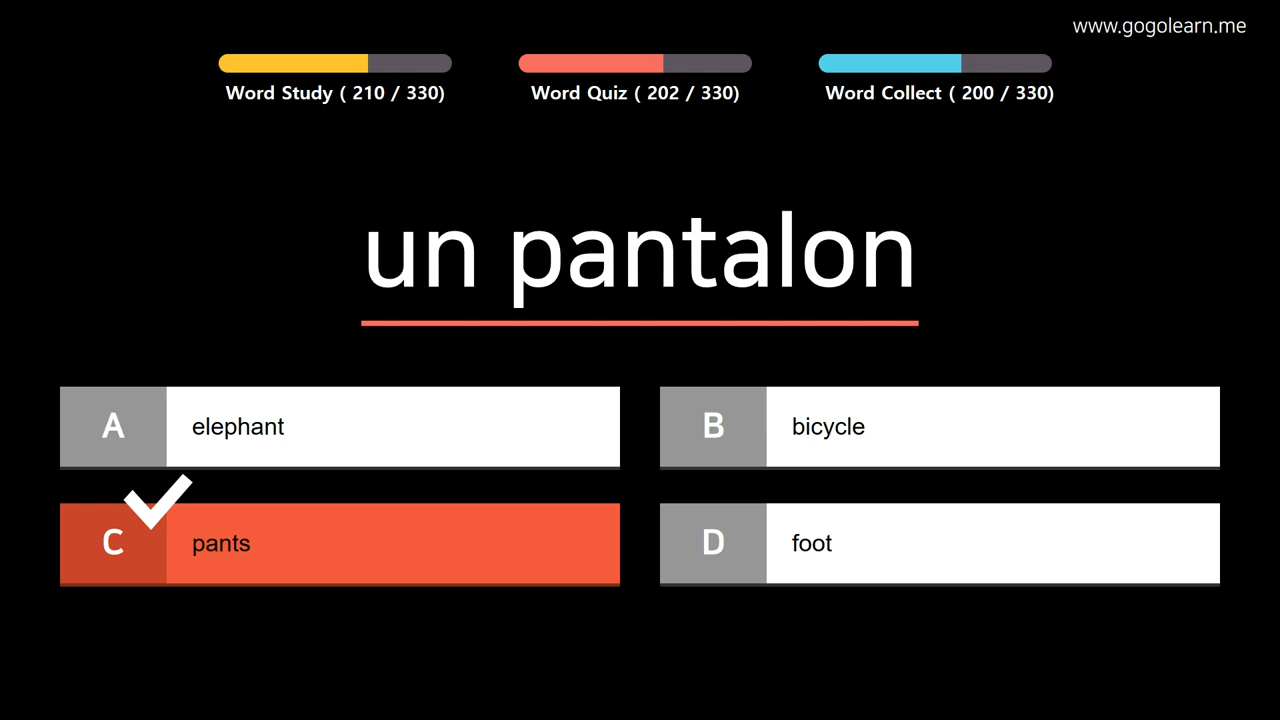 www.gogolearn.me
Word Study ( 210 / 330)
Word Quiz ( 202 / 330)
Word Collect ( 200 / 330)
un pantalon
A elephant
B bicycle
C pants
D foot